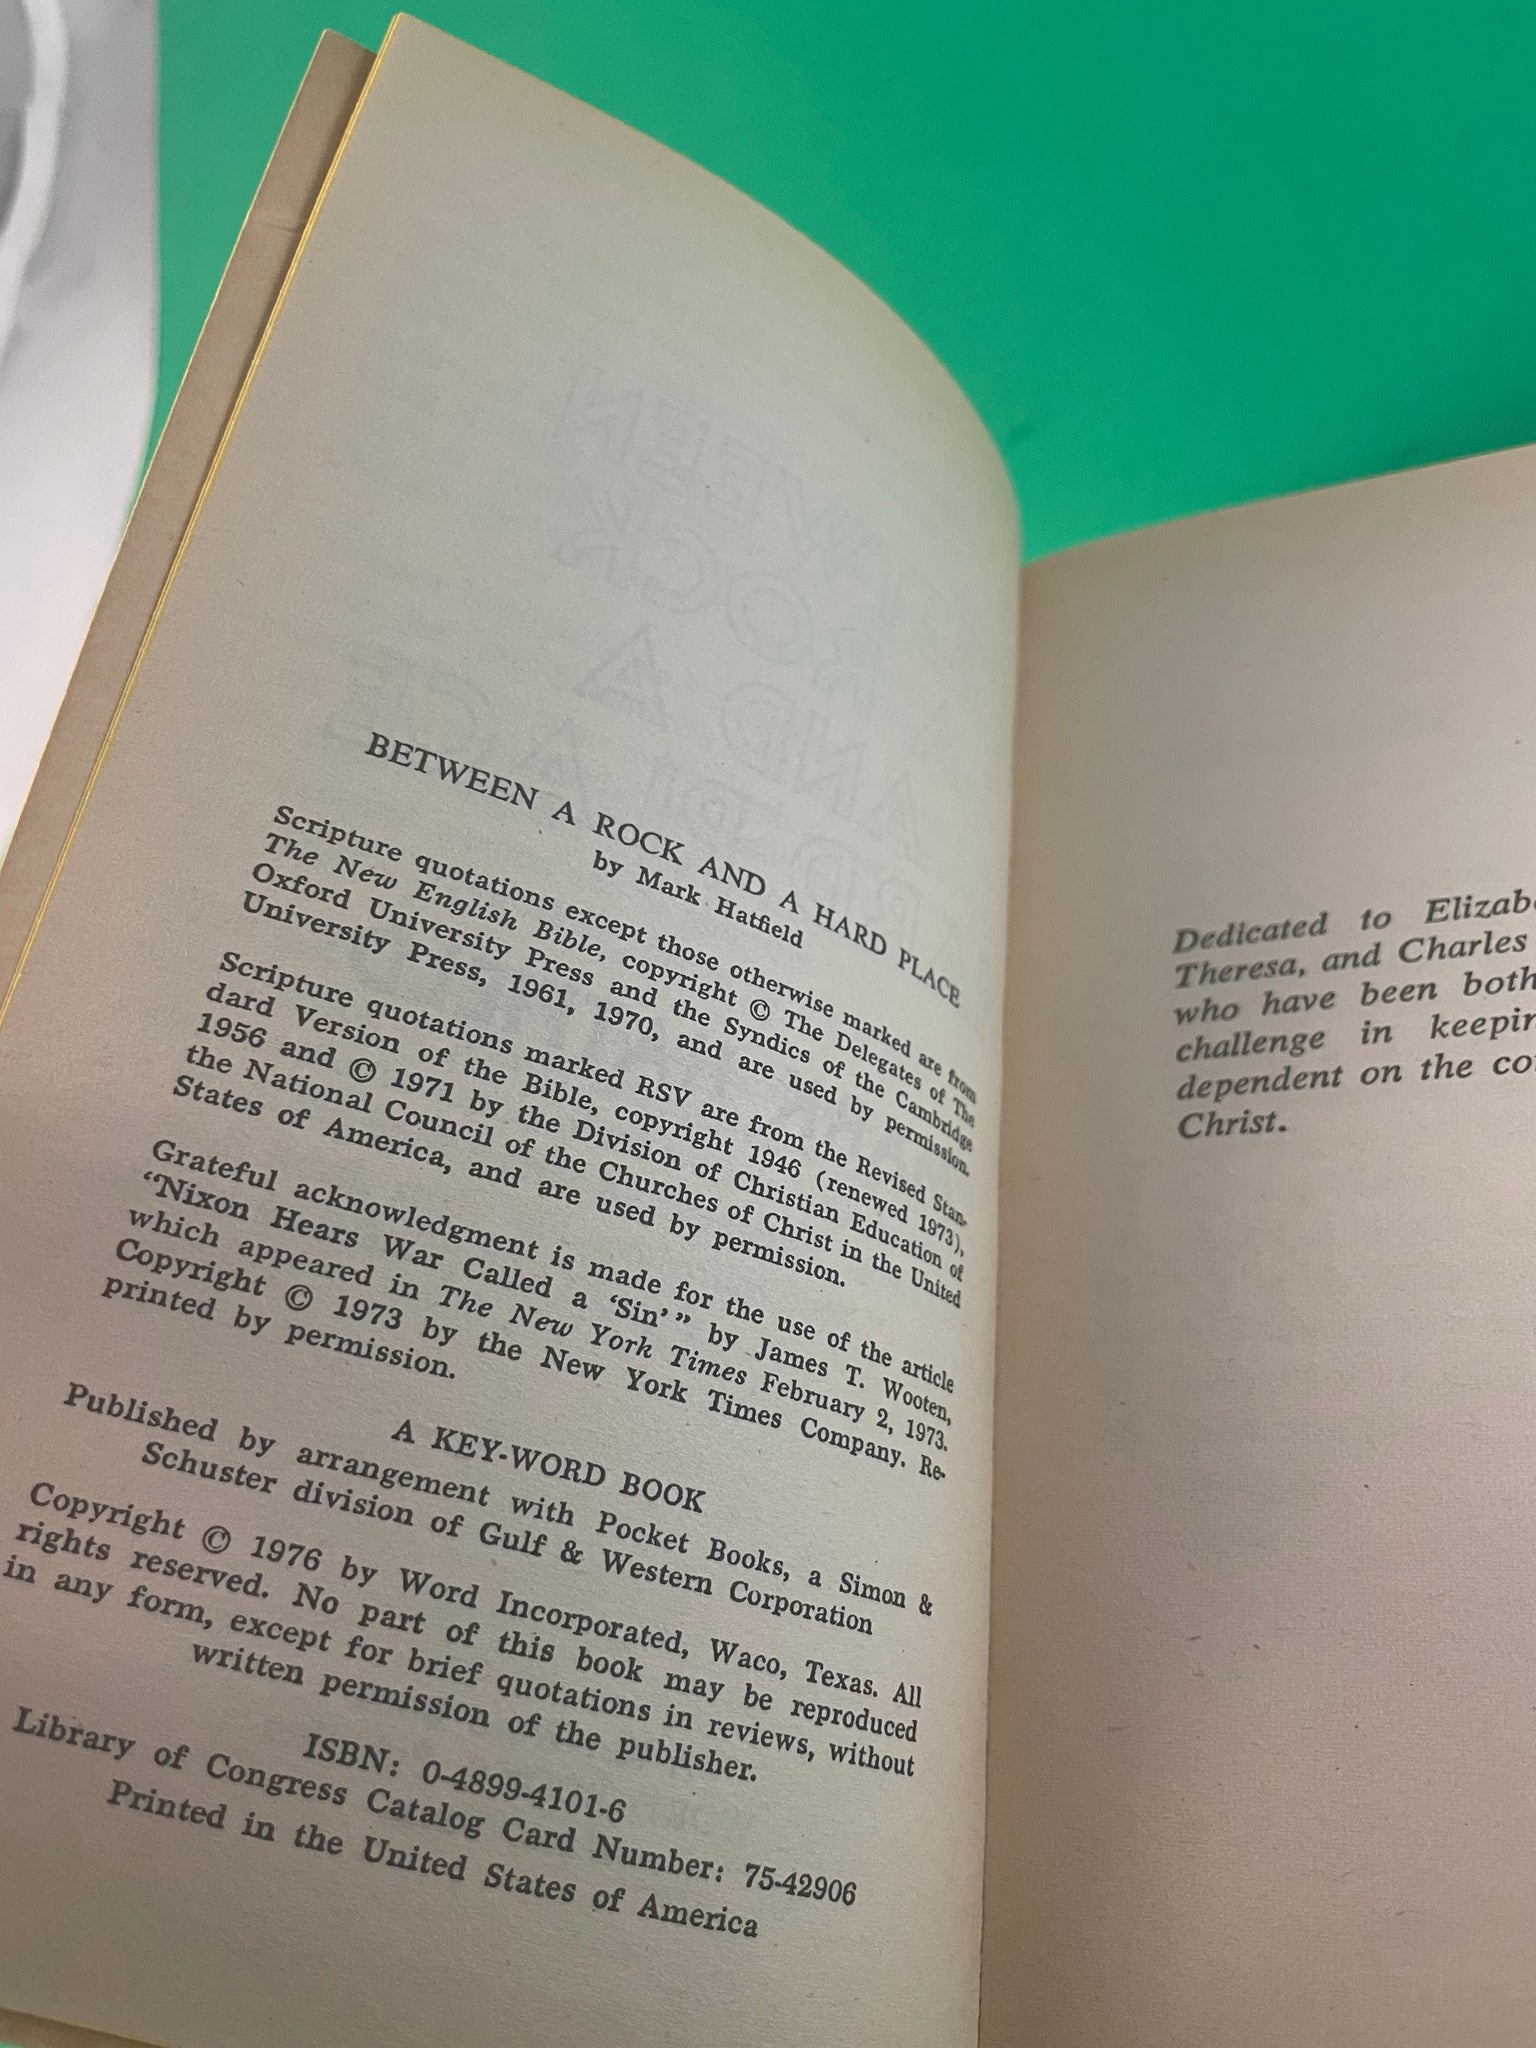 BETWEEN A ROCK AND A HARD PLACE
by Mark Hatfield
Scripture quotations except those otherwise marked are from
The New English Bible, copyright © The Delegates of The
Oxford University Press and the Syndics of the Cambridge
University Press, 1961, 1970, and are used by permission.
Scripture quotations marked RSV are from the Revised Stan-
dard Version of the Bible, copyright 1946 (renewed 1973),
1956 and © 1971 by the Division of Christian Education of
the National Council of the Churches of Christ in the United
States of America, and are used by permission.
Grateful acknowledgment is made for the use of the article
“Nixon Hears War Called a ‘Sin’” by James T. Wooten,
which appeared in The New York Times February 2, 1973.
Copyright © 1973 by the New York Times Company. Re-
printed by permission.
A KEY-WORD BOOK
Published by arrangement with Pocket Books, a Simon &
Schuster division of Gulf & Western Corporation
Copyright © 1976 by Word Incorporated, Waco, Texas. All
rights reserved. No part of this book may be reproduced
in any form, except for brief quotations in reviews, without
written permission of the publisher.
ISBN: 0-4899-4101-6
Library of Congress Catalog Card Number: 75-42906
Printed in the United States of America
Dedicated to
Theresa, and Charles
who have been both
challenge in
dependent on the
Christ.